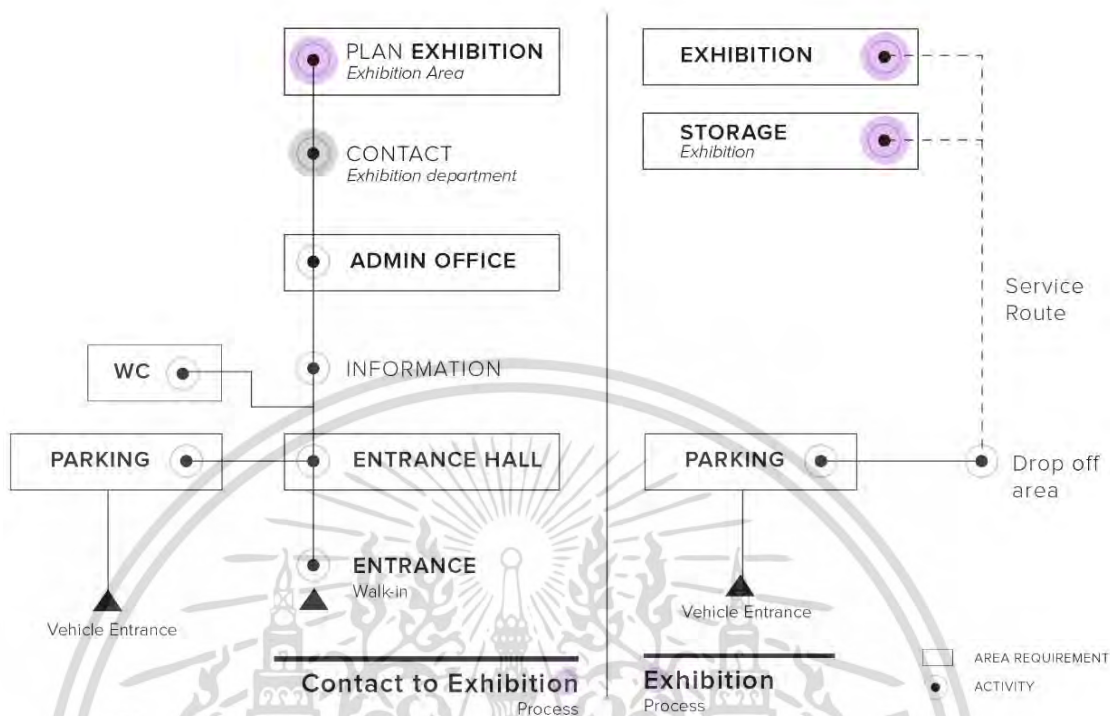 PLAN EXHIBITION
Exhibition Area
CONTACT
Exhibition department
ADMIN OFFICE
INFORMATION
WC
PARKING
ENTRANCE HALL
ENTRANCE
Walk-in
Vehicle Entrance
Contact to Exhibition
Process
EXHIBITION
STORAGE
Exhibition
Service
Route
PARKING
Drop off
area
Vehicle Entrance
Exhibition
Process
AREA REQUIREMENT
ACTIVITY